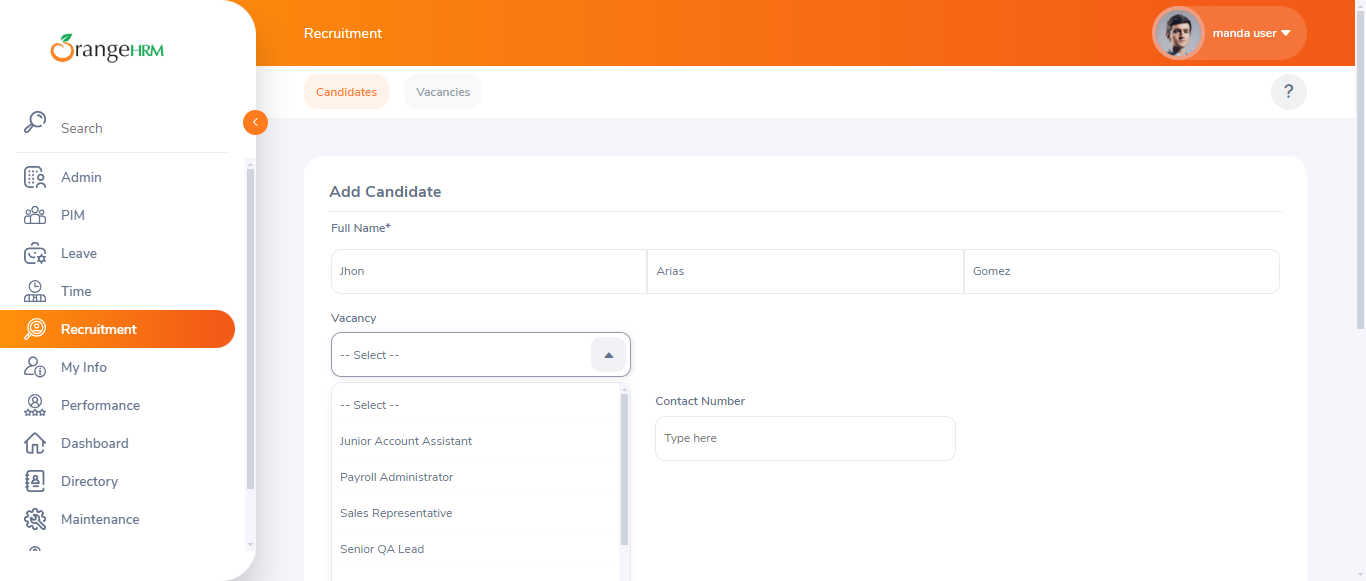 OrangeHRM
Recruitment
manda user
Candidates
Vacancies
?
Search
Admin
PIM
Leave
Time
Recruitment
My Info
Performance
Dashboard
Directory
Maintenance
Add Candidate
Full Name*
Jhon
Arias
Gomez
Vacancy
-- Select --
-- Select --
Junior Account Assistant
Payroll Administrator
Sales Representative
Senior QA Lead
Contact Number
Type here